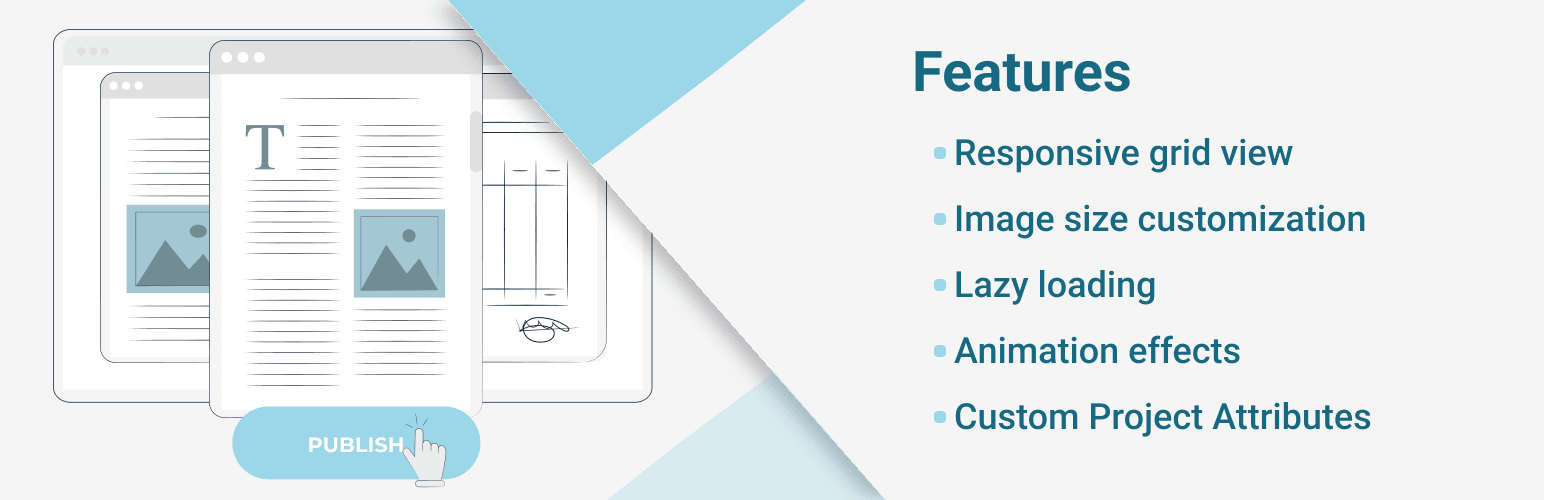 T
PUBLISH
Features
Responsive grid view
Image size customization
Lazy loading
Animation effects
Custom Project Attributes